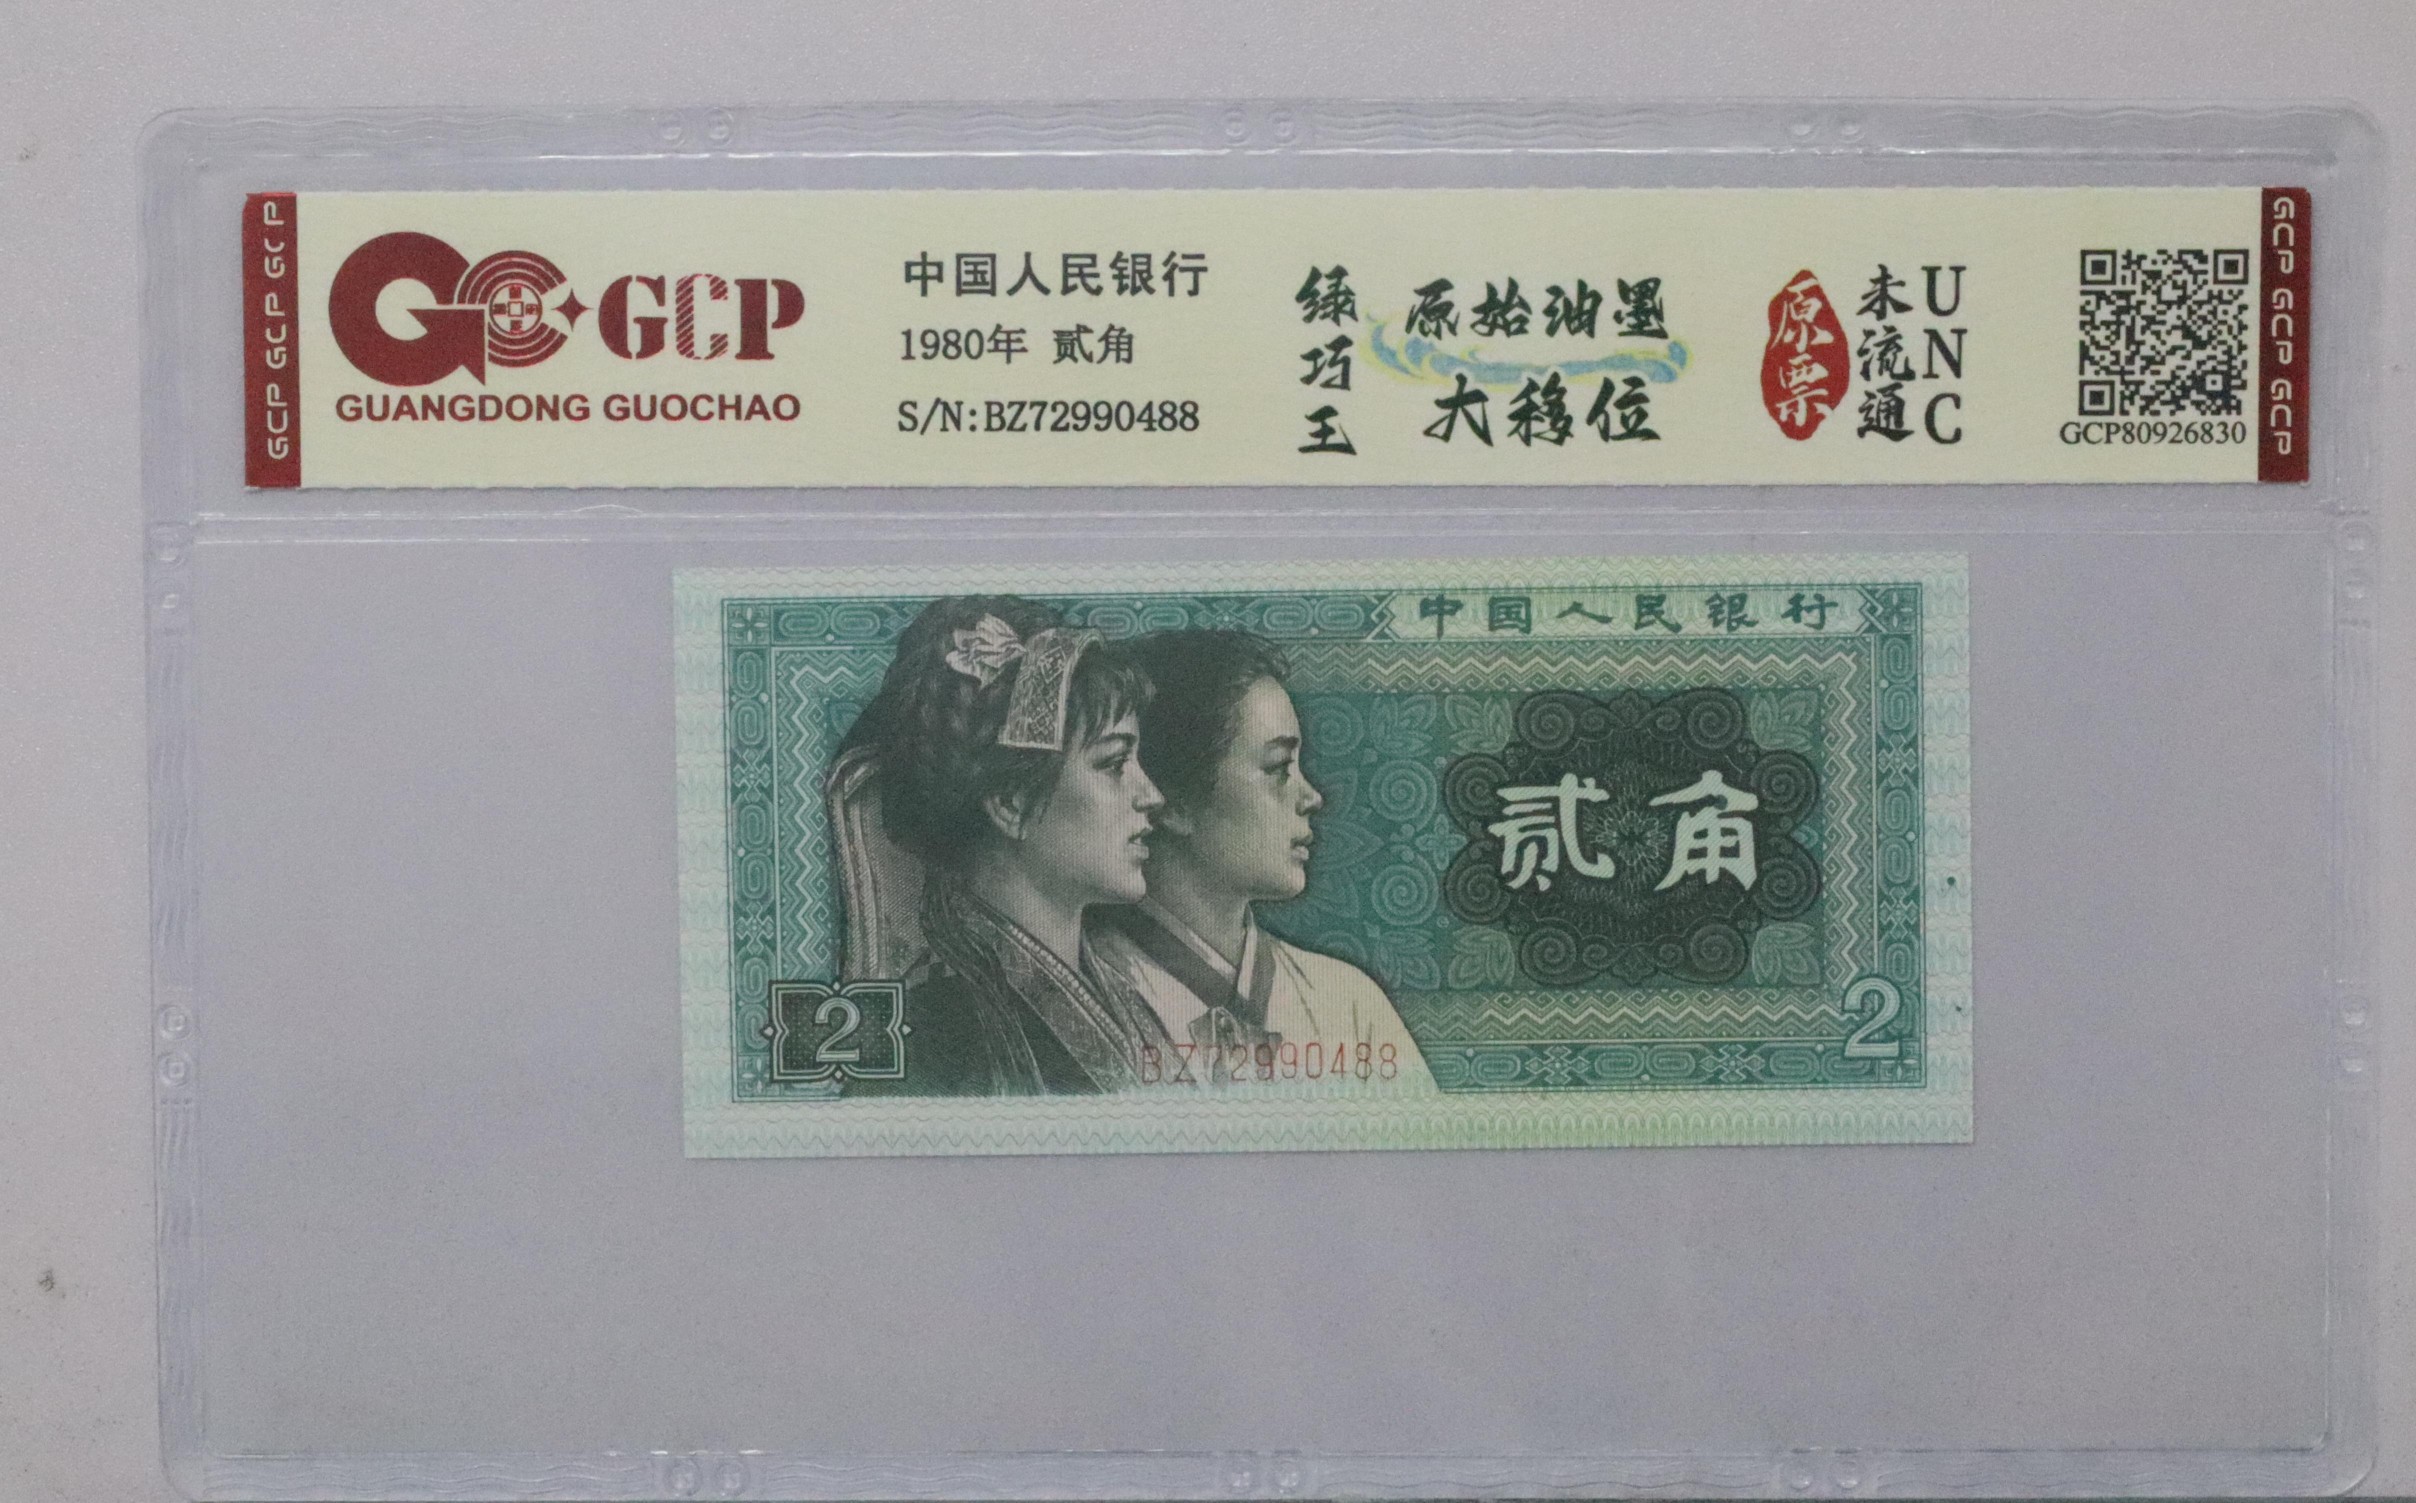 GCP GCP GCP
GCP
GUANGDONG GUOCHAO
中国人民银行
1980年 贰角
S/N:BZ72990488
绿巧王
原始油墨
大移位
原票
未流通
UNC
GCP80926830
GCP GCP GCP
中国人民银行
贰角
2
2
BZ72990488